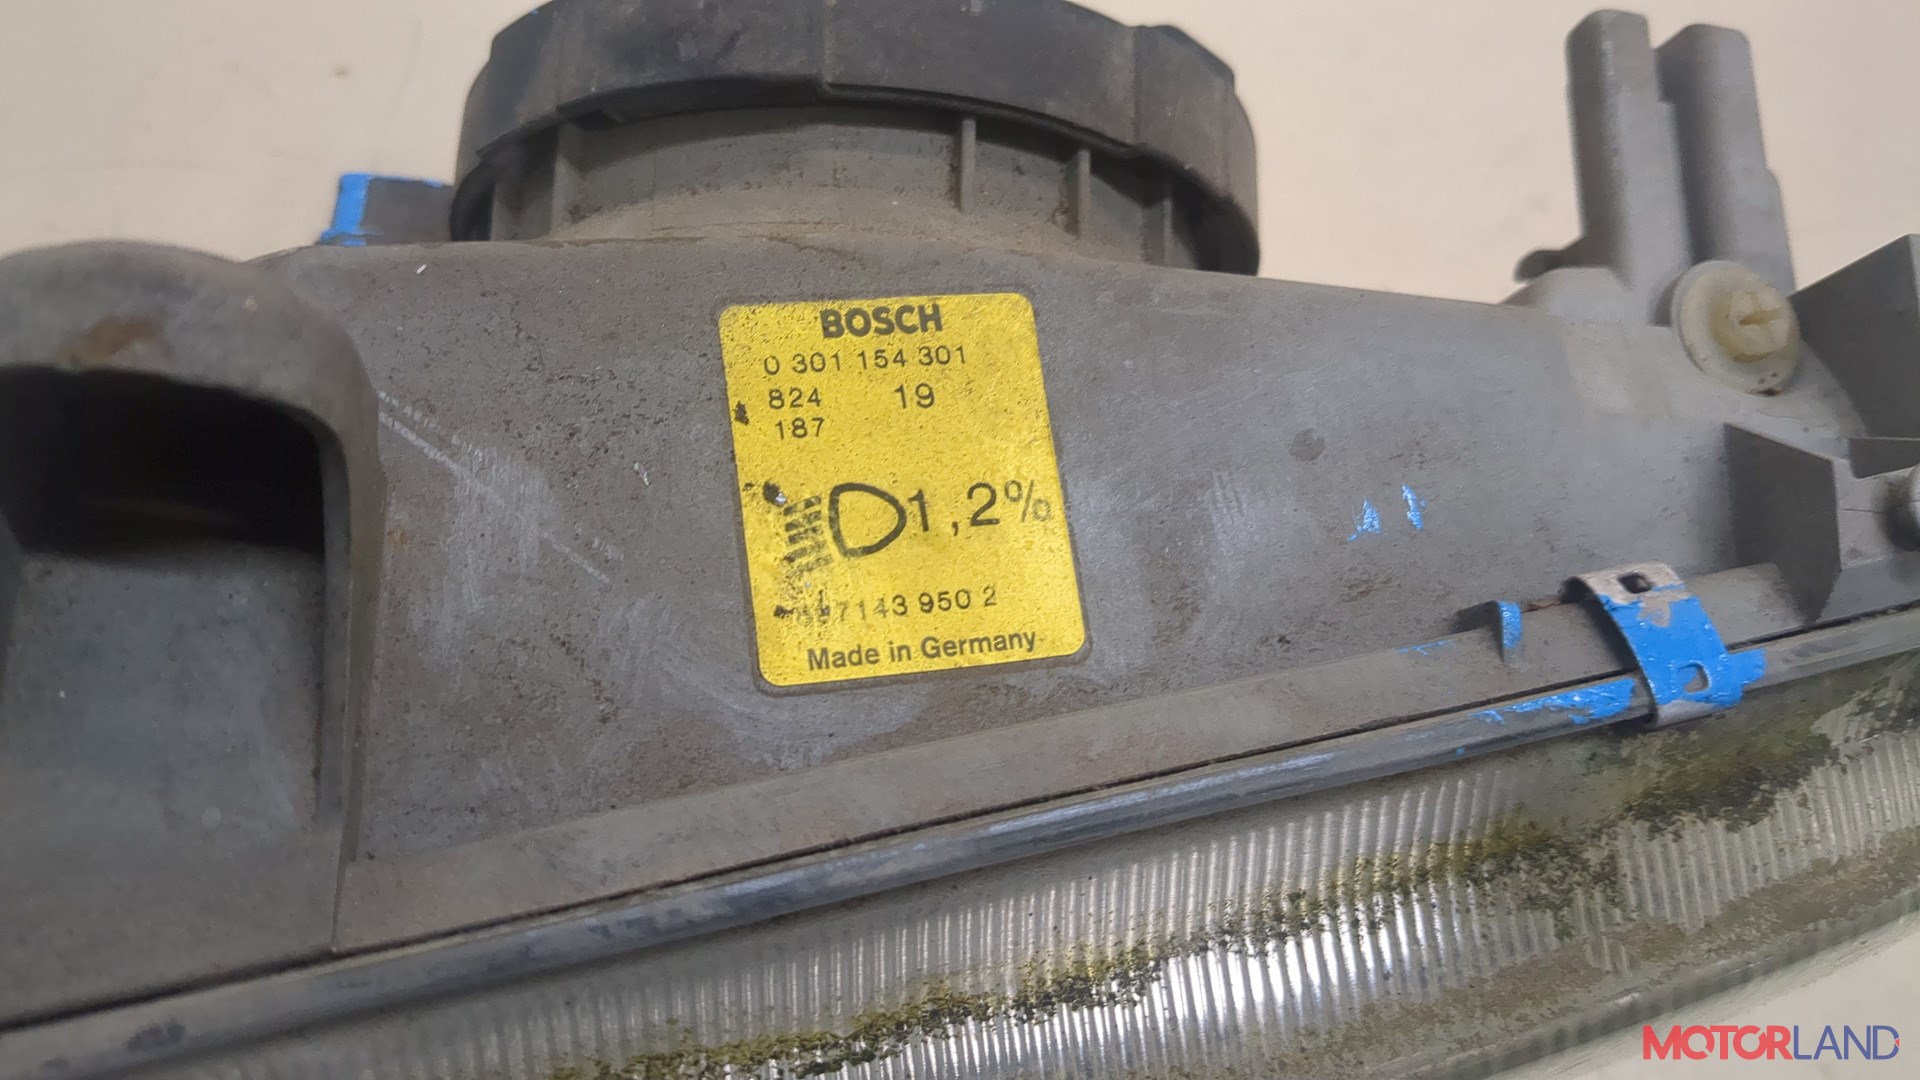 BOSCH
0 301 154 301
824 19
187
1,2%
7143 950 2
Made in Germany
MOTORLAND